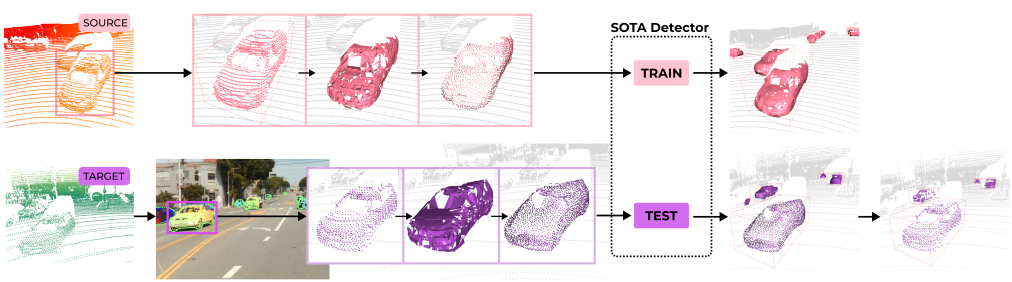 SOURCE
SOTA Detector
TRAIN
TARGET
TEST